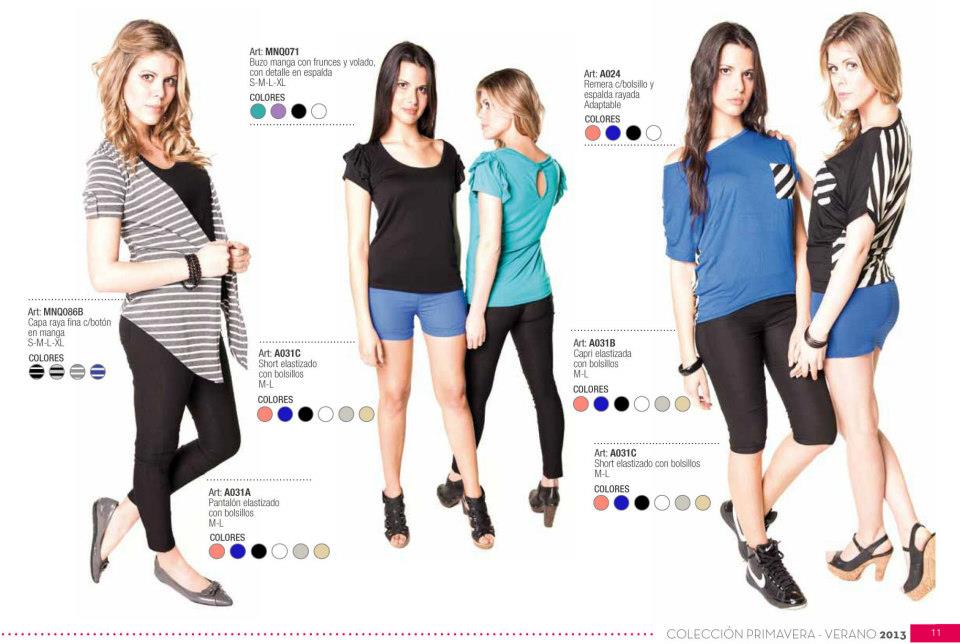 Art: MNQ071
Buzo manga con frunces y volado,
con detalle en espalda
S-M-L-XL
COLORES
Art: A024
Remera c/bolsillo y
espalda rayada
Adaptable
COLORES
Art: MNQ086B
Capa raya fina c/botón
en manga
S-M-L-XL
COLORES
Art: A031C
Short elastizado
con bolsillos
M-L
COLORES
Art: A031B
Capri elastizada
con bolsillos
M-L
COLORES
Art: A031C
Short elastizado con bolsillos
M-L
COLORES
Art: A031A
Pantalón elastizado
con bolsillos
M-L
COLORES
COLECCIÓN PRIMAVERA - VERANO 2013 11